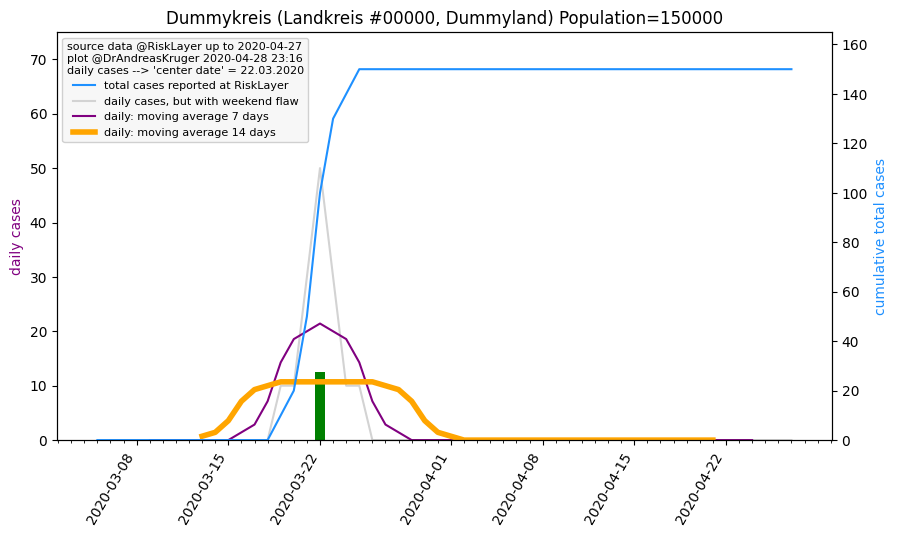 Dummykreis (Landkreis #00000, Dummyland) Population=150000
source data @RiskLayer up to 2020-04-27
plot @DrAndreasKruger 2020-04-28 23:16
daily cases --> 'center date' = 22.03.2020
total cases reported at RiskLayer
daily cases, but with weekend flaw
daily: moving average 7 days
daily: moving average 14 days
daily cases
70
60
50
40
30
20
10
0
160
140
120
100
80
60
40
20
0
cumulative total cases
2020-03-08
2020-03-15
2020-03-22
2020-04-01
2020-04-08
2020-04-15
2020-04-22